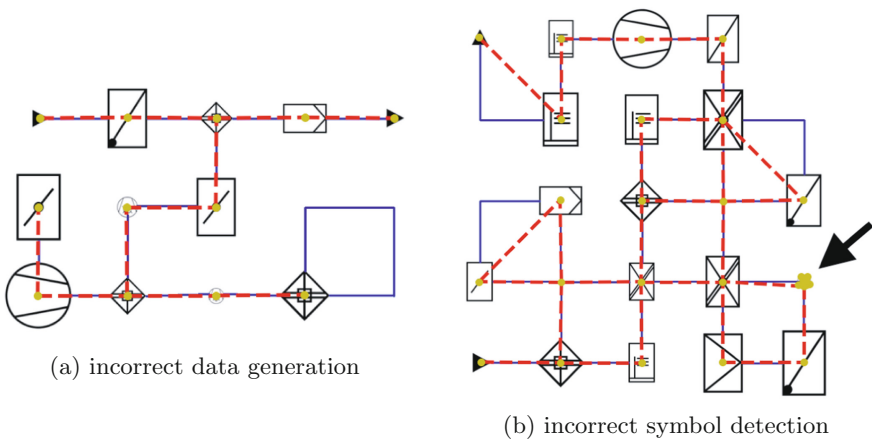 (a) incorrect data generation
(b) incorrect symbol detection